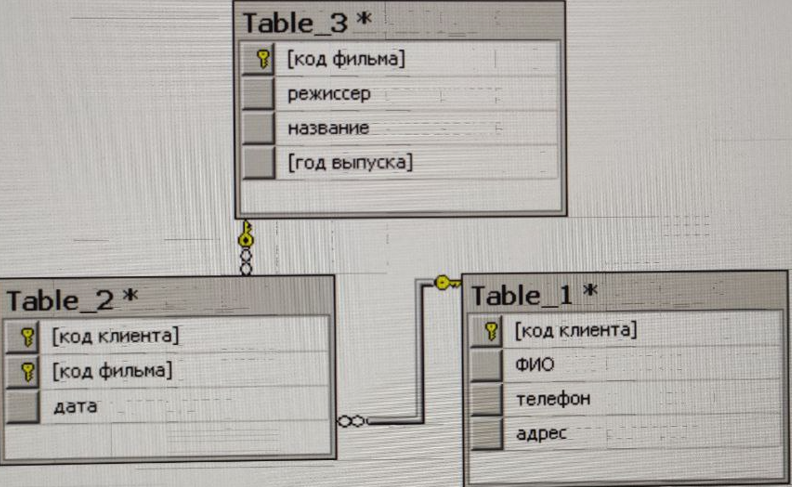 Table_3 *
[код фильма]
режиссер
название
[год выпуска]
Table_2 *
[код клиента]
[код фильма]
дата
Table_1 *
[код клиента]
ФИО
телефон
адрес